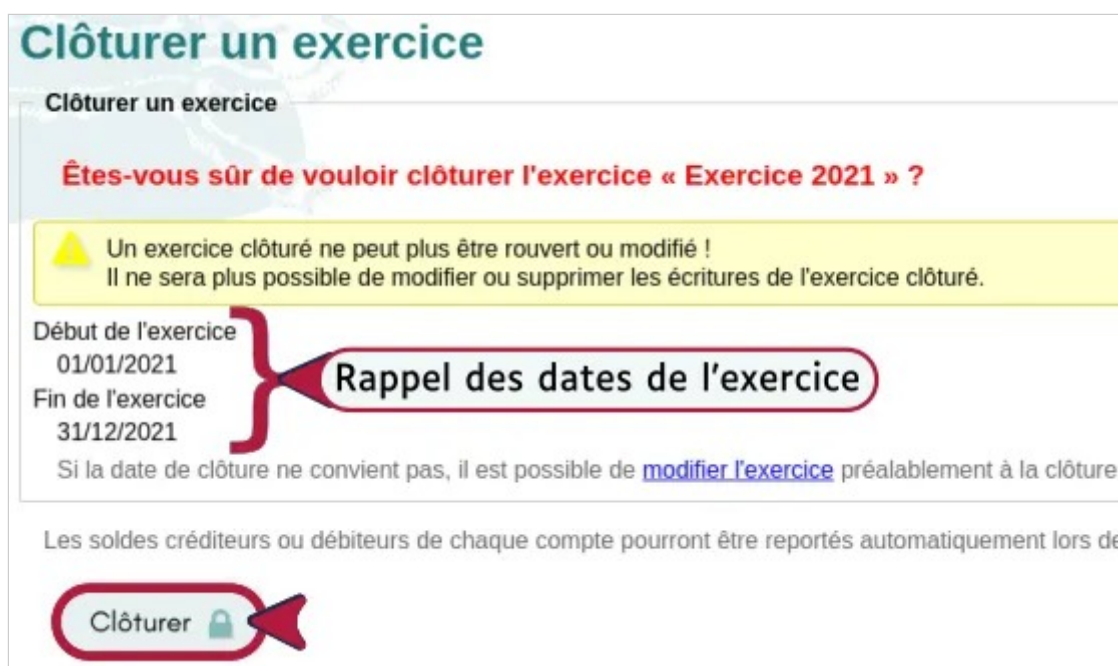 Clôturer un exercice
Clôturer un exercice
Êtes-vous sûr de vouloir clôturer l'exercice « Exercice 2021 » ?
Un exercice clôturé ne peut plus être rouvert ou modifié !
Il ne sera plus possible de modifier ou supprimer les écritures de l'exercice clôturé.
Début de l'exercice
01/01/2021
Rappel des dates de l'exercice
Fin de l'exercice
31/12/2021
Si la date de clôture ne convient pas, il est possible de modifier l'exercice préalablement à la clôture
Les soldes créditeurs ou débiteurs de chaque compte pourront être reportés automatiquement lors de
Clôturer